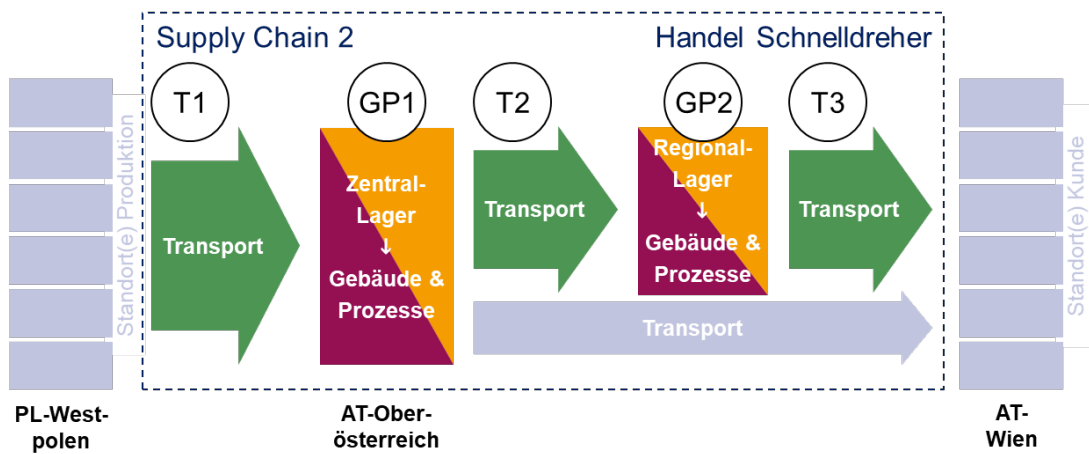 Supply Chain 2
Handel Schnelldreher
T1
GP1
T2
GP2
T3
Standort(e) Produktion
Transport
Zentral-
Lager
↓
Gebäude &
Prozesse
Transport
Regional-
Lager
↓
Gebäude &
Prozesse
Transport
Transport
Standort(e) Kunde
PL-West-
polen
AT-Ober-
österreich
AT-
Wien